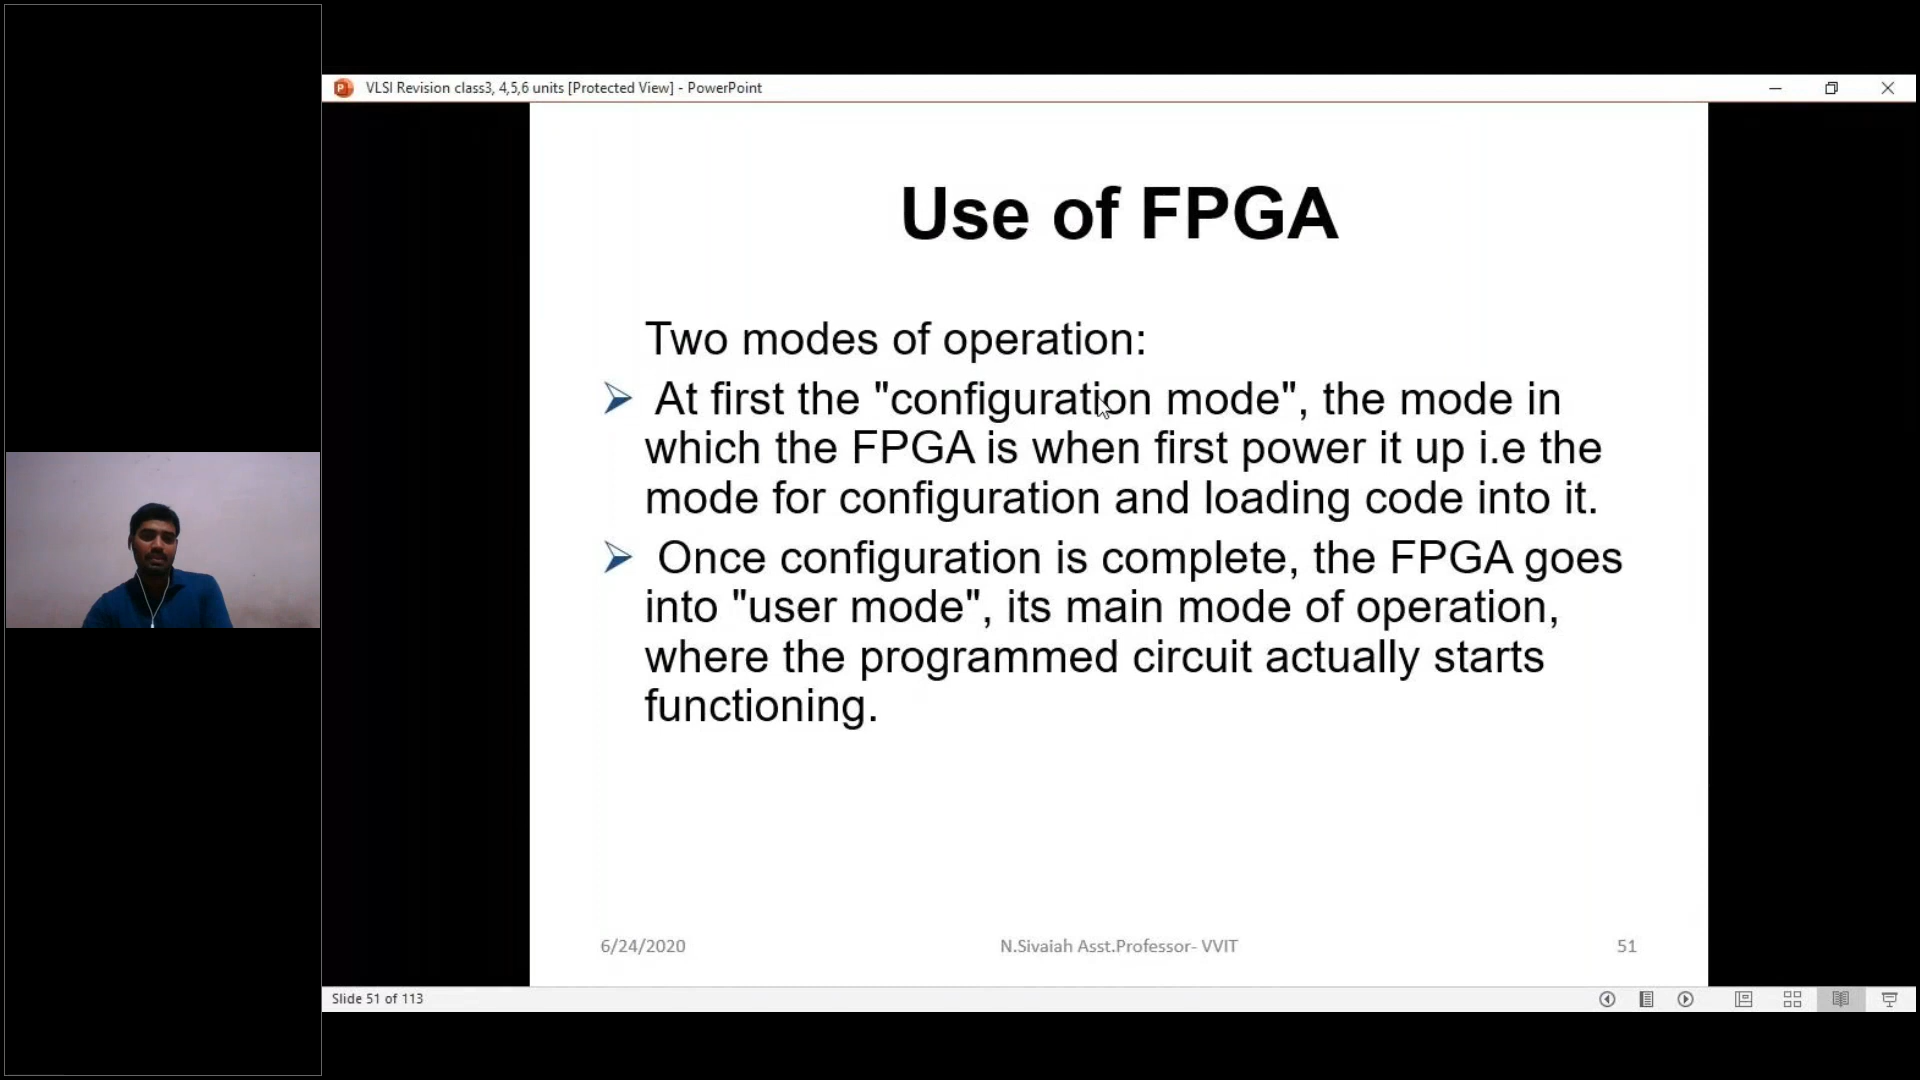 VLSI Revision class3, 4,5,6 units [Protected View] - PowerPoint
Use of FPGA
Two modes of operation:
At first the "configuration mode", the mode in
which the FPGA is when first power it up i.e the
mode for configuration and loading code into it.
Once configuration is complete, the FPGA goes
into "user mode", its main mode of operation,
where the programmed circuit actually starts
functioning.
6/24/2020
N.Sivaiah Asst.Professor- VVIT
51
Slide 51 of 113